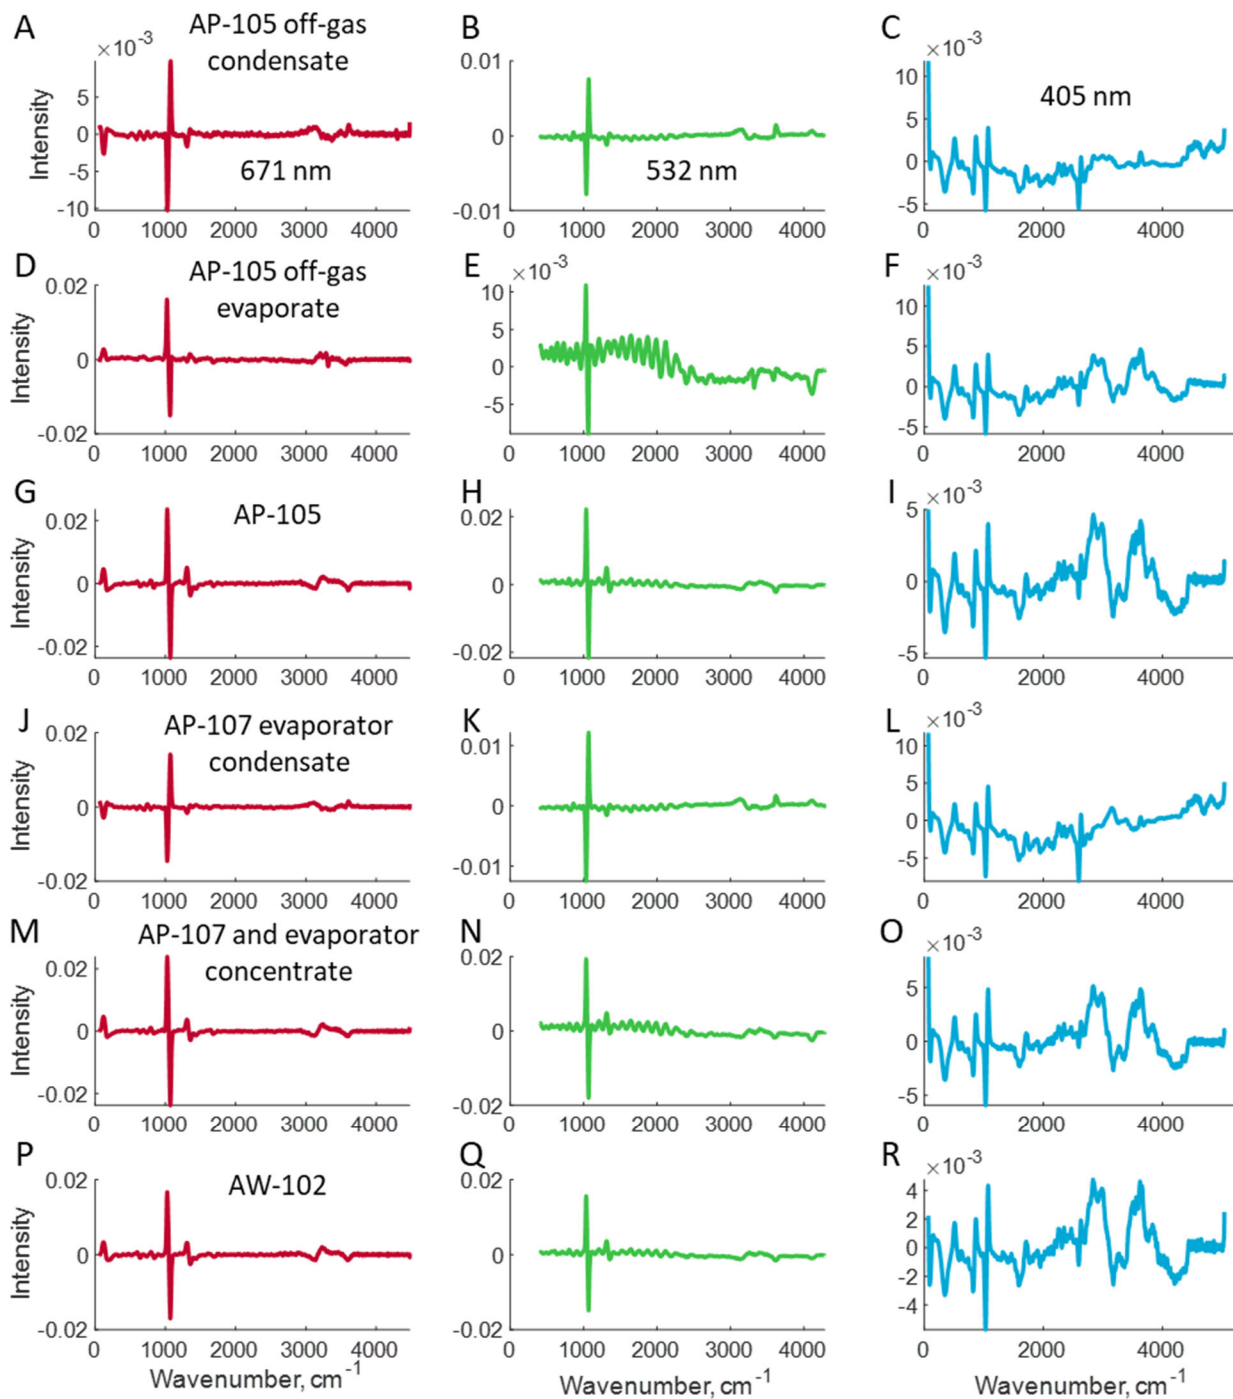 A AP-105 off-gas condensate B C
×10⁻³
5
0
-5
-10
Intensity
671 nm
0 1000 2000 3000 4000
0.01
0
-0.01
532 nm
0 1000 2000 3000 4000
10
5
0
-5
×10⁻³
405 nm
0 2000 4000
D AP-105 off-gas evaporate E F
0.02
0
-0.02
Intensity
0 1000 2000 3000 4000
×10⁻³
10
5
0
-5
0 1000 2000 3000 4000
×10⁻³
10
5
0
-5
0 2000 4000
G AP-105 H I
0.02
0
-0.02
Intensity
0 1000 2000 3000 4000
0.02
0
-0.02
0 1000 2000 3000 4000
×10⁻³
5
0
-5
0 2000 4000
J AP-107 evaporator condensate K L
0.02
0
-0.02
Intensity
0 1000 2000 3000 4000
0.01
0
-0.01
0 1000 2000 3000 4000
×10⁻³
10
5
0
-5
0 2000 4000
M AP-107 and evaporator concentrate N O
0.02
0
-0.02
Intensity
0 1000 2000 3000 4000
0.02
0
-0.02
0 1000 2000 3000 4000
×10⁻³
5
0
-5
0 2000 4000
P AW-102 Q R
0.02
0
-0.02
Intensity
0 1000 2000 3000 4000
Wavenumber, cm⁻¹
0.02
0
-0.02
0 1000 2000 3000 4000
Wavenumber, cm⁻¹
×10⁻³
4
2
0
-2
-4
0 2000 4000
Wavenumber, cm⁻¹